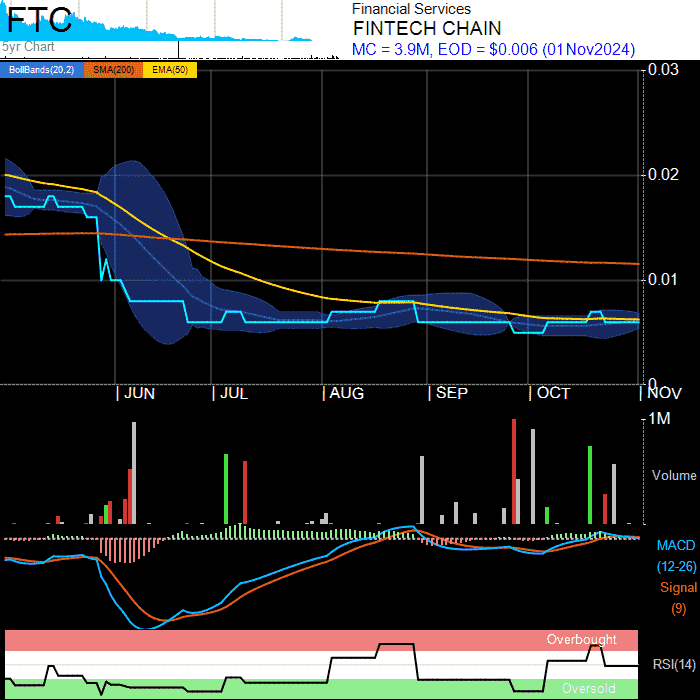 FTC
5yr Chart
Financial Services
FINTECH CHAIN
MC = 3.9M, EOD = $0.006 (01Nov2024)
BollBands(20,2) SMA(200) EMA(50)
0.03
0.02
0.01
0
JUN JUL AUG SEP OCT NOV
1M
Volume
MACD
(12-26)
Signal
(9)
Overbought
RSI(14)
Oversold